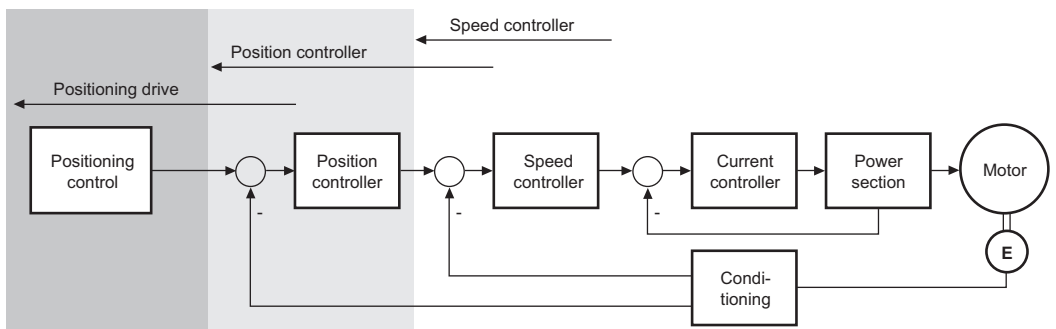 Speed controller
Position controller
Positioning drive
Positioning
control
Position
controller
Speed
controller
Current
controller
Power
section
Motor
-
-
-
E
Condi-
tioning